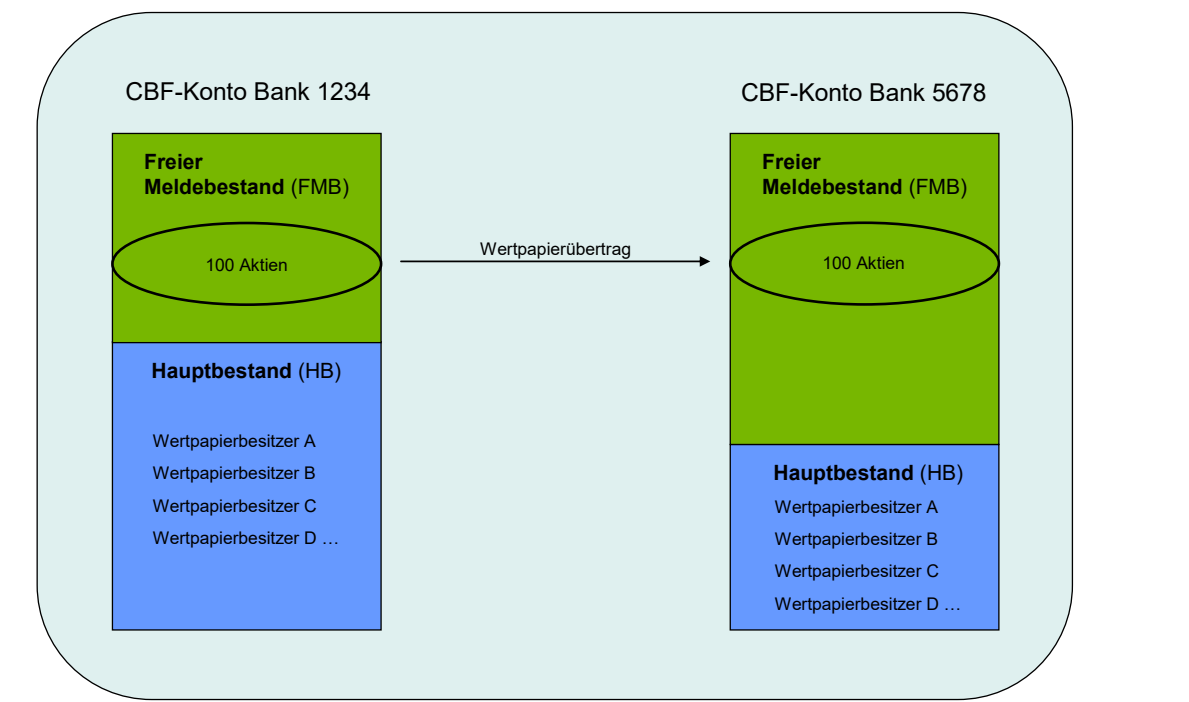 CBF-Konto Bank 1234
Freier
Meldebestand (FMB)
100 Aktien
Hauptbestand (HB)
Wertpapierbesitzer A
Wertpapierbesitzer B
Wertpapierbesitzer C
Wertpapierbesitzer D …
Wertpapierübertrag
CBF-Konto Bank 5678
Freier
Meldebestand (FMB)
100 Aktien
Hauptbestand (HB)
Wertpapierbesitzer A
Wertpapierbesitzer B
Wertpapierbesitzer C
Wertpapierbesitzer D …